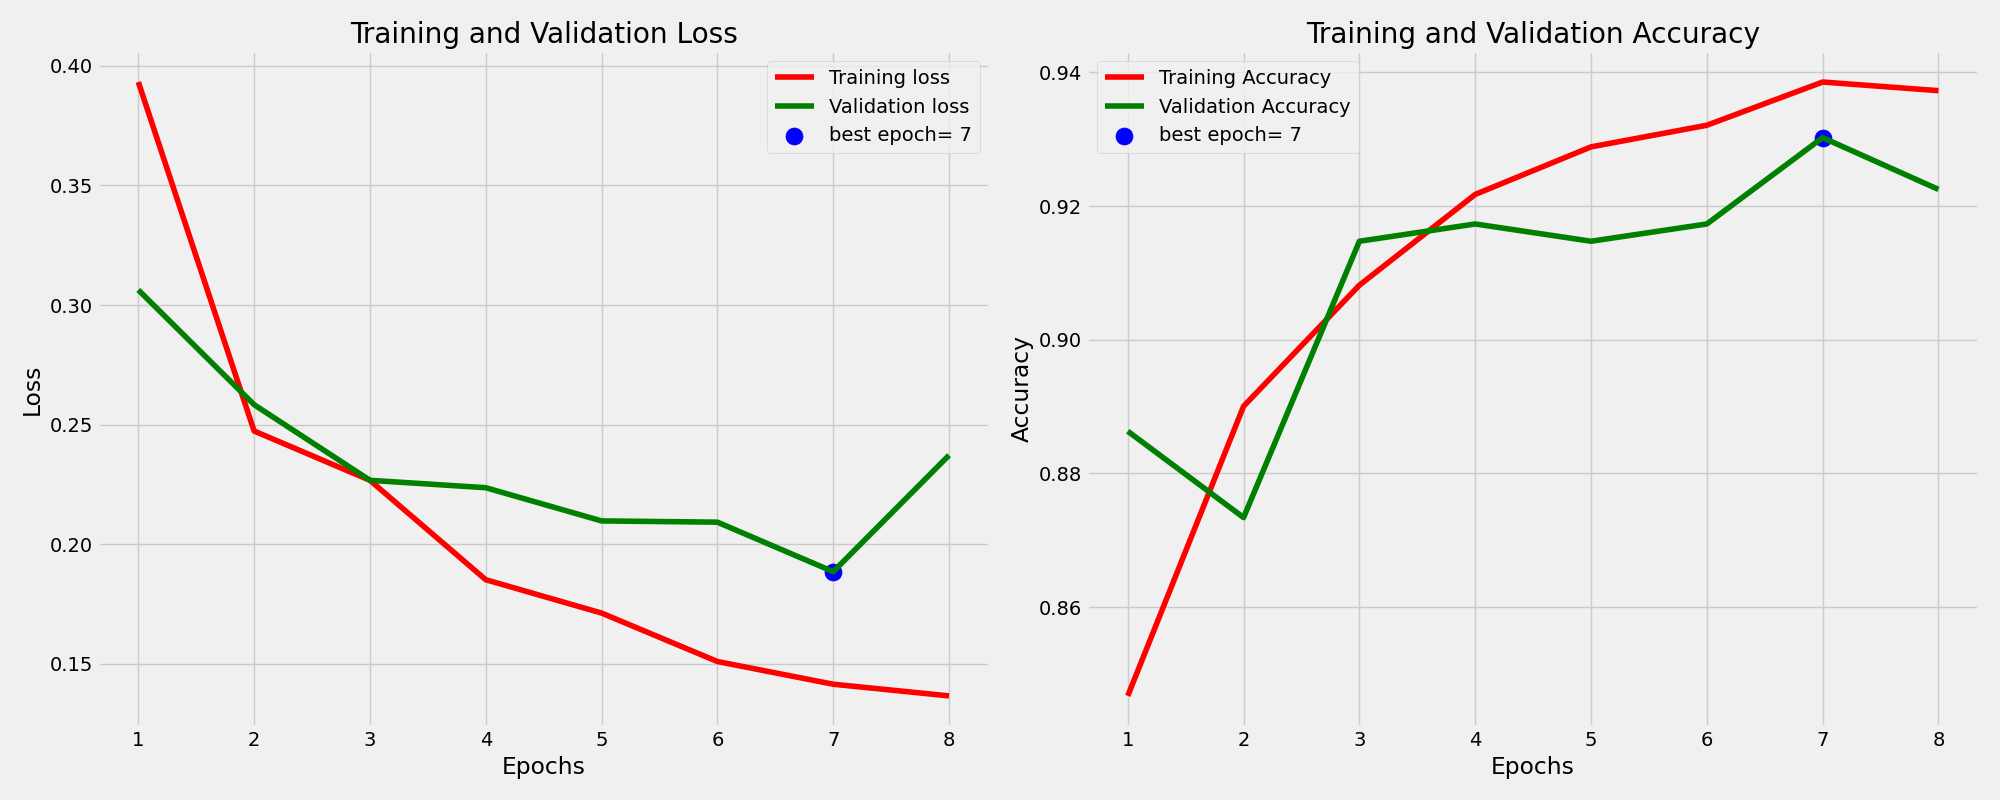 Training and Validation Loss
0.40
0.35
0.30
0.25
0.20
0.15
Loss
Training loss
Validation loss
best epoch= 7
1 2 3 4 5 6 7 8
Epochs
Training and Validation Accuracy
0.94
0.92
0.90
0.88
0.86
Accuracy
Training Accuracy
Validation Accuracy
best epoch= 7
1 2 3 4 5 6 7 8
Epochs